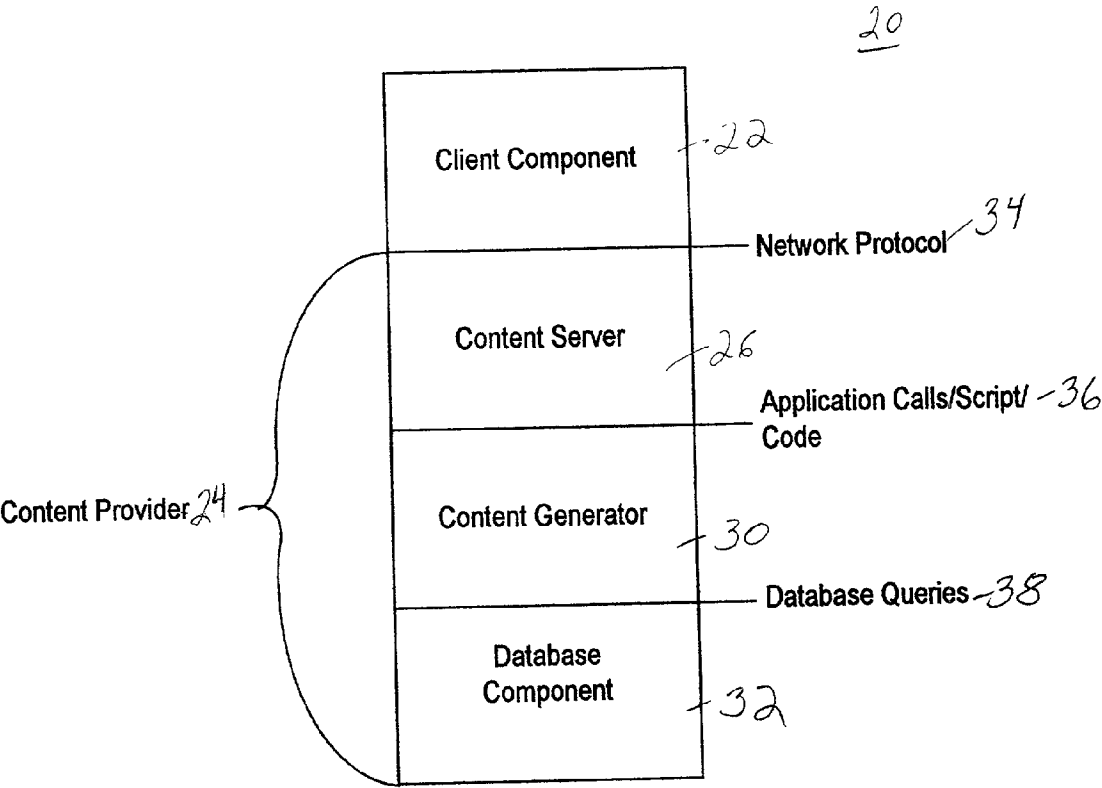 20
Client Component
22
Network Protocol 34
Content Server
26
Application Calls/Script/ 36
Code
Content Provider 24
Content Generator
30
Database Queries 38
Database
Component
32